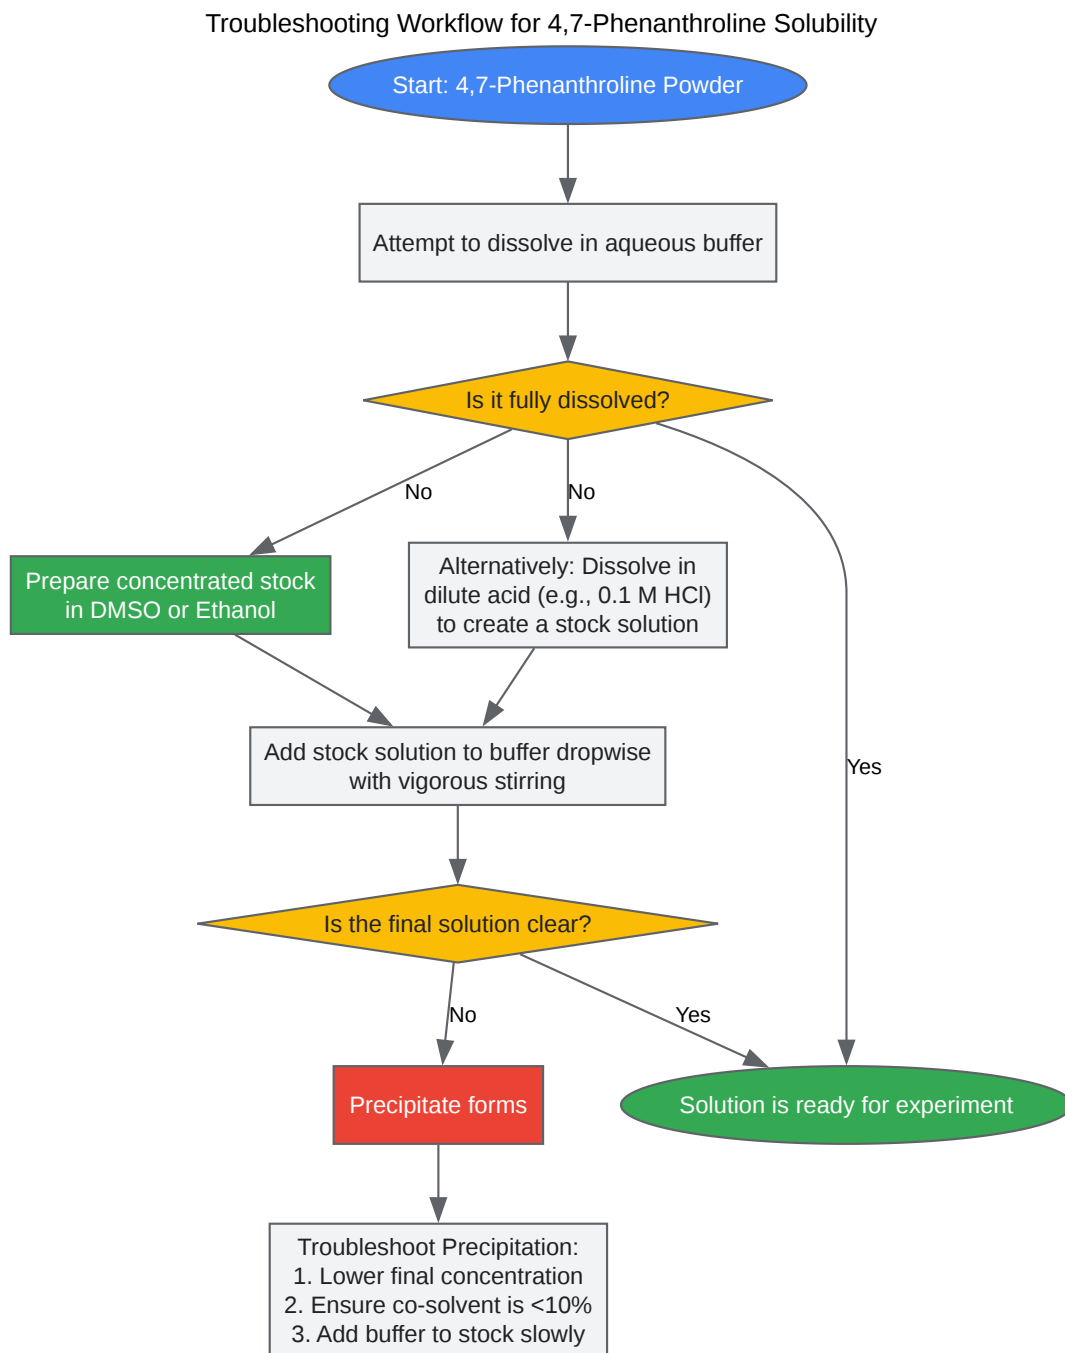 Troubleshooting Workflow for 4,7-Phenanthroline Solubility
Start: 4,7-Phenanthroline Powder
Attempt to dissolve in aqueous buffer
Is it fully dissolved?
No
No
Prepare concentrated stock
in DMSO or Ethanol
Alternatively: Dissolve in
dilute acid (e.g., 0.1 M HCl)
to create a stock solution
Add stock solution to buffer dropwise
with vigorous stirring
Yes
Is the final solution clear?
No
Yes
Precipitate forms
Solution is ready for experiment
Troubleshoot Precipitation:
1. Lower final concentration
2. Ensure co-solvent is <10%
3. Add buffer to stock slowly